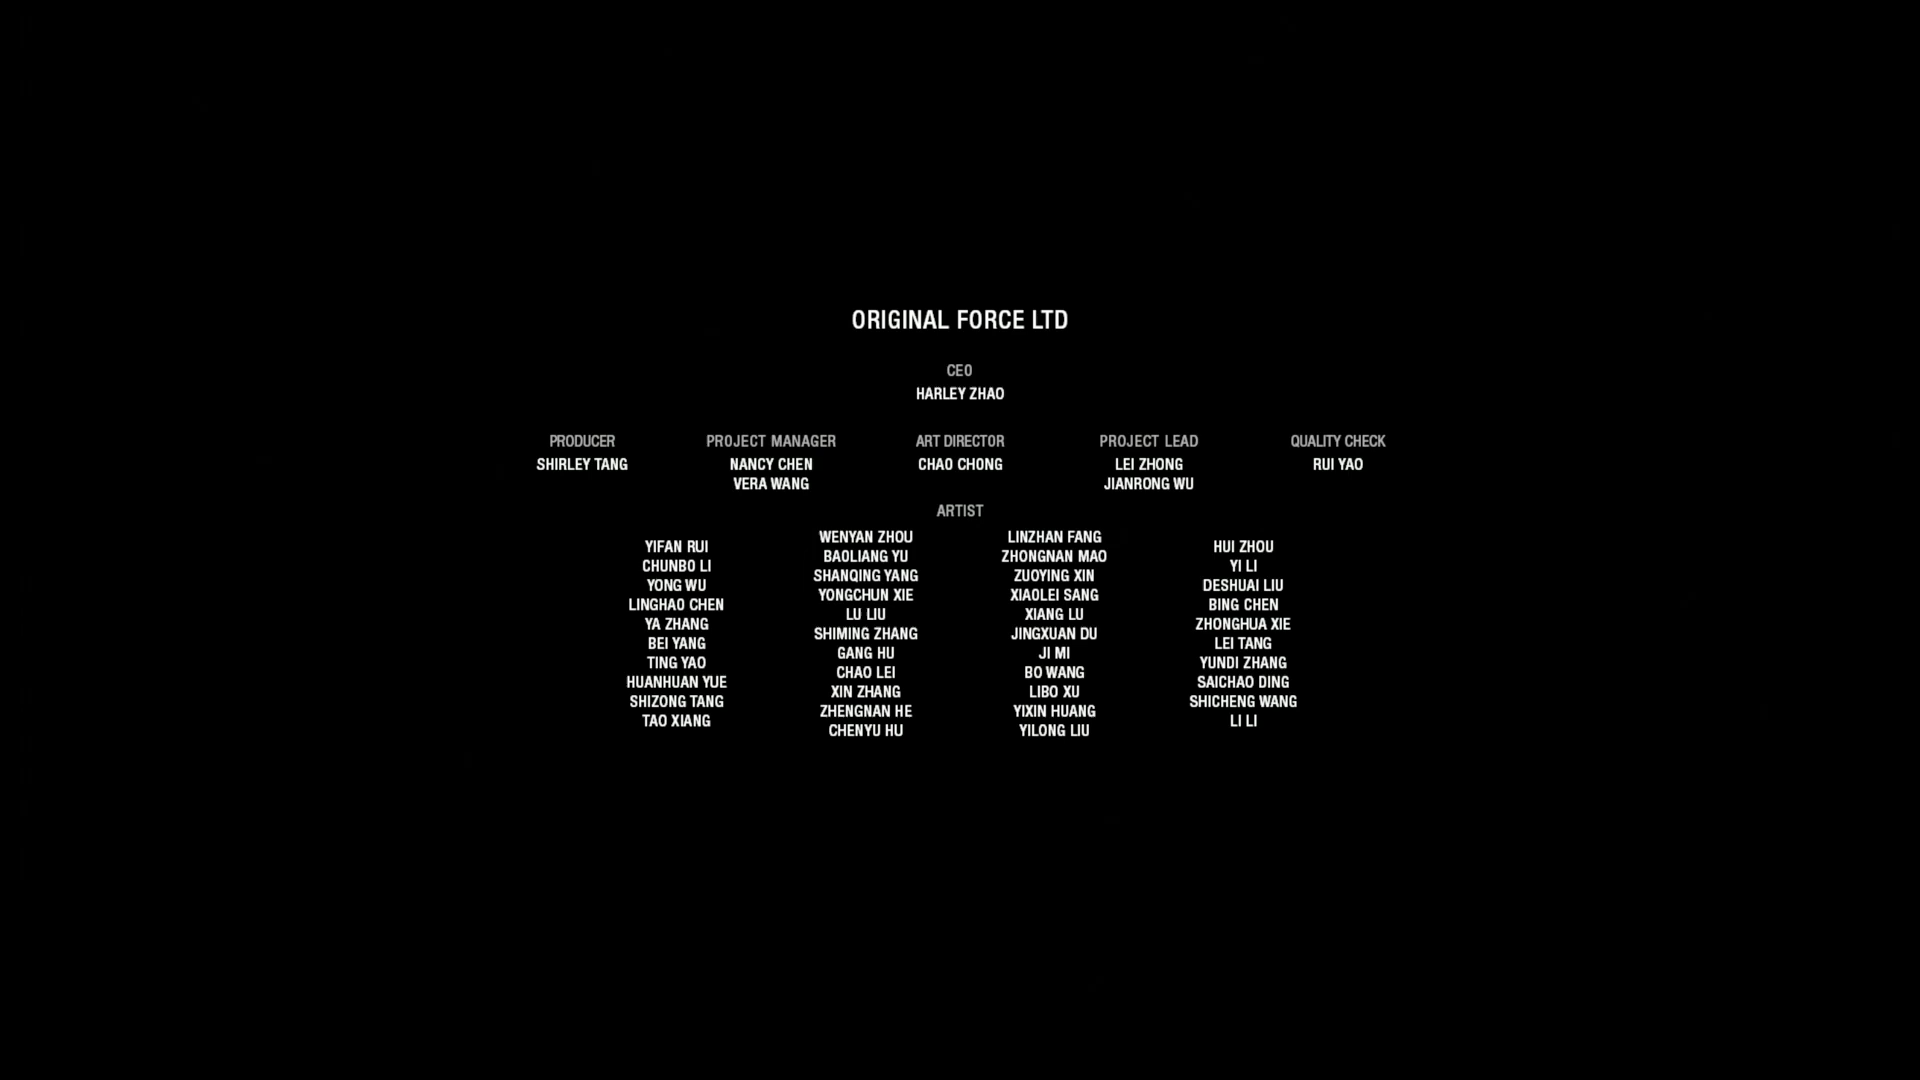 ORIGINAL FORCE LTD
CEO
HARLEY ZHAO
PRODUCER
SHIRLEY TANG
PROJECT MANAGER
NANCY CHEN
VERA WANG
ART DIRECTOR
CHAO CHONG
PROJECT LEAD
LEI ZHONG
JIANRONG WU
QUALITY CHECK
RUI YAO
ARTIST
YIFAN RUI
CHUNBO LI
YONG WU
LINGHAO CHEN
YA ZHANG
BEI YANG
TING YAO
HUANHUAN YUE
SHIZONG TANG
TAO XIANG
WENYAN ZHOU
BAOLIANG YU
SHANQING YANG
YONGCHUN XIE
LU LIU
SHIMING ZHANG
GANG HU
CHAO LEI
XIN ZHANG
ZHENGNAN HE
CHENYU HU
LINZHAN FANG
ZHONGNAN MAO
ZUOYING XIN
XIAOLEI SANG
XIANG LU
JINGXUAN DU
JI MI
BO WANG
LIBO XU
YIXIN HUANG
YILONG LIU
HUI ZHOU
YI LI
DESHUAI LIU
BING CHEN
ZHONGHUA XIE
LEI TANG
YUNDI ZHANG
SAICHAO DING
SHICHENG WANG
LI LI